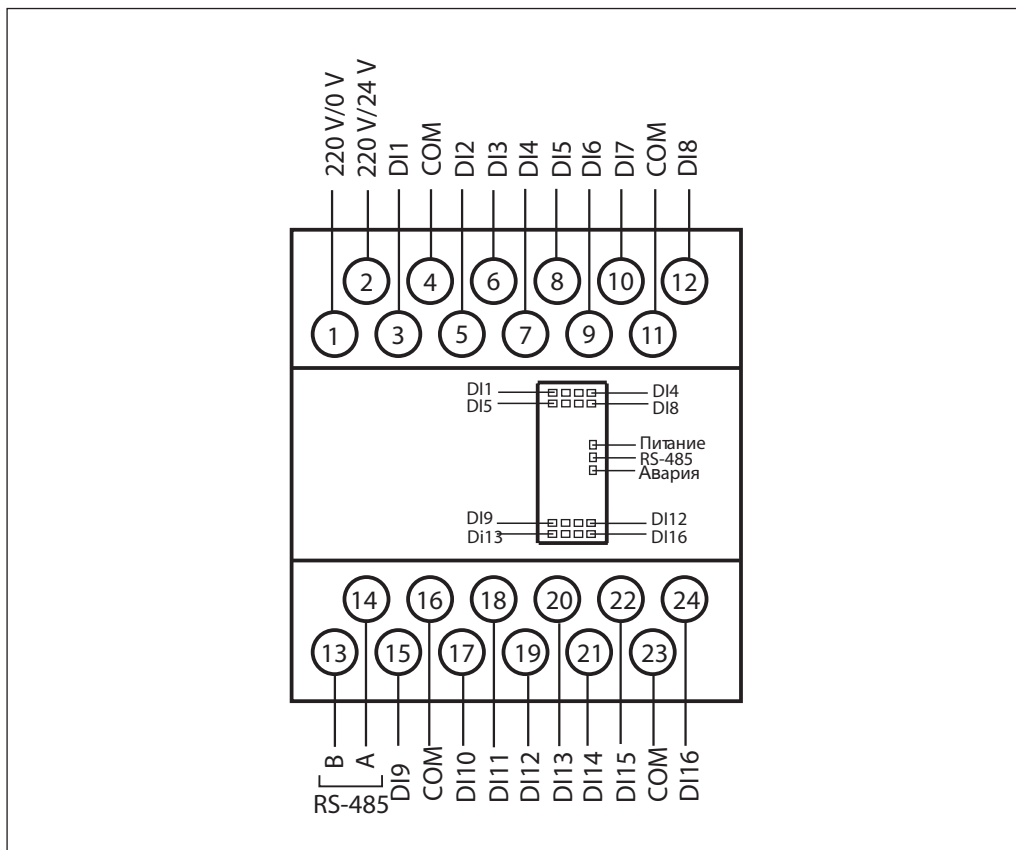 220 V/0 V
220 V/24 V
DI1
COM
DI2
DI3
DI4
DI5
DI6
DI7
COM
DI8
2
4
6
8
10
12
1
3
5
7
9
11
DI1
DI4
DI5
DI8
Питание
RS-485
Авария
DI9
DI12
Di13
DI16
14
16
18
20
22
24
13
15
17
19
21
23
B
A
DI9
COM
DI10
DI11
DI12
DI13
DI14
DI15
COM
DI16
RS-485